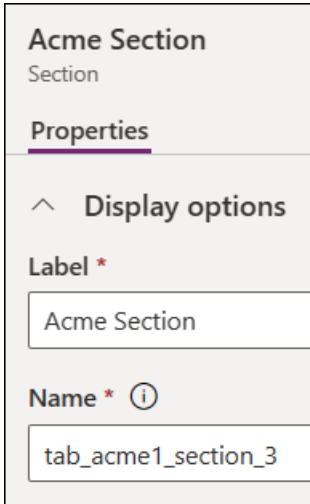 Acme Section
Section
Properties
Display options
Label *
Acme Section
Name *
tab_acme1_section_3